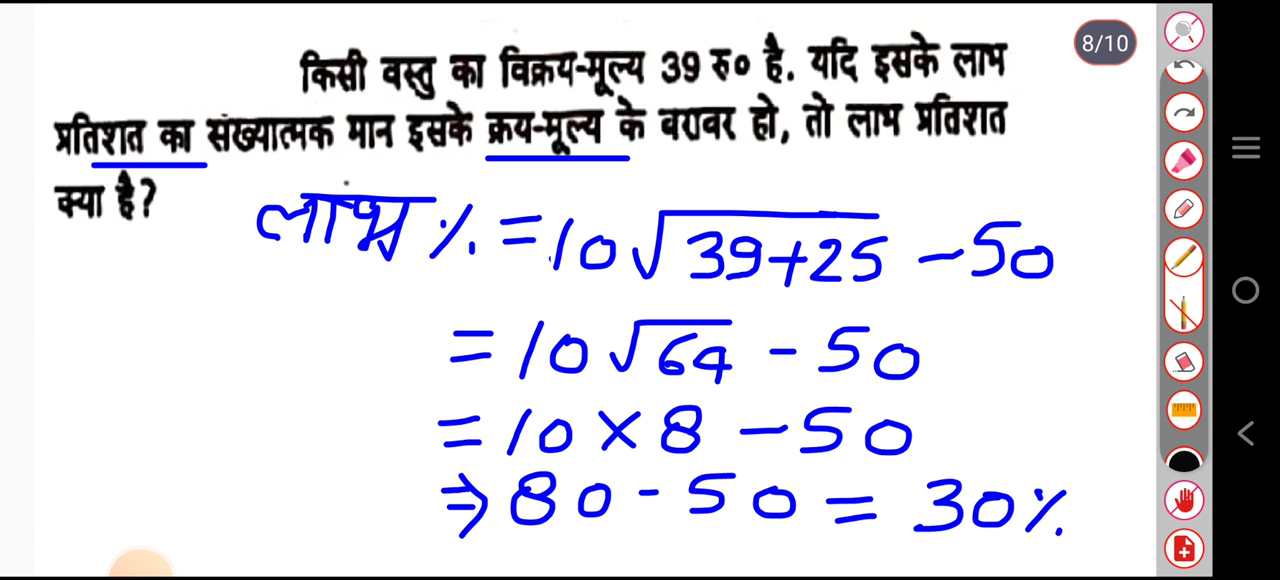 8/10
किसी वस्तु का विक्रय-मूल्य 39 रु० है. यदि इसके लाभ
प्रतिशत का संख्यात्मक मान इसके क्रय-मूल्य के बराबर हो, तो लाभ प्रतिशत
क्या है?
लाभ % = 10√39+25 - 50
= 10√64 - 50
= 10 × 8 - 50
⇒ 80 - 50 = 30%